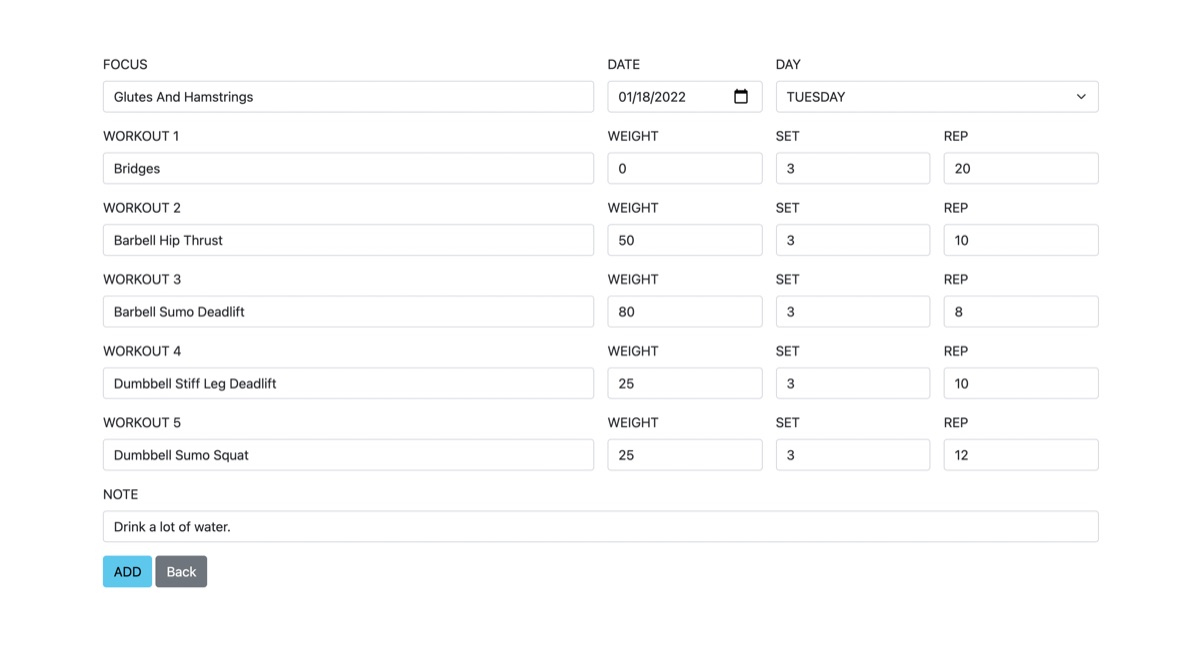 FOCUS DATE DAY
Glutes And Hamstrings 01/18/2022 TUESDAY
WORKOUT 1 WEIGHT SET REP
Bridges 0 3 20
WORKOUT 2 WEIGHT SET REP
Barbell Hip Thrust 50 3 10
WORKOUT 3 WEIGHT SET REP
Barbell Sumo Deadlift 80 3 8
WORKOUT 4 WEIGHT SET REP
Dumbbell Stiff Leg Deadlift 25 3 10
WORKOUT 5 WEIGHT SET REP
Dumbbell Sumo Squat 25 3 12
NOTE
Drink a lot of water.
ADD Back